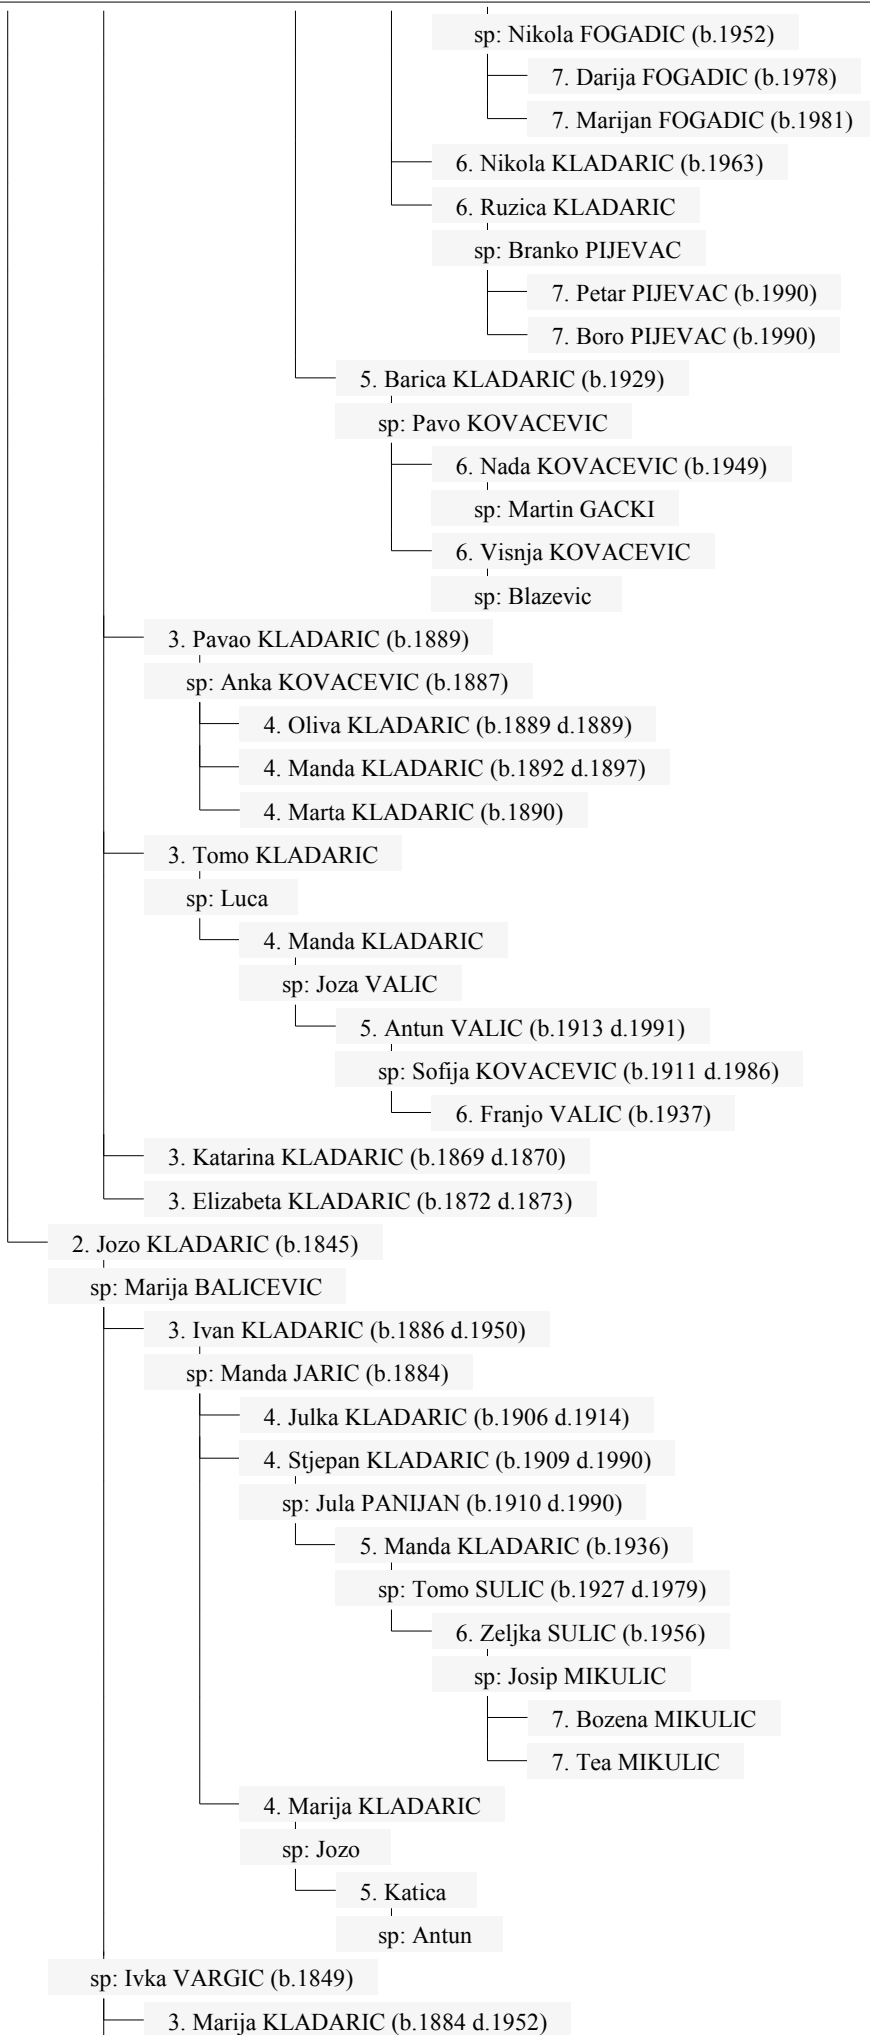 sp: Nikola FOGADIC (b.1952)
7. Darija FOGADIC (b.1978)
7. Marijan FOGADIC (b.1981)
6. Nikola KLADARIC (b.1963)
6. Ruzica KLADARIC
sp: Branko PIJEVAC
7. Petar PIJEVAC (b.1990)
7. Boro PIJEVAC (b.1990)
5. Barica KLADARIC (b.1929)
sp: Pavo KOVACEVIC
6. Nada KOVACEVIC (b.1949)
sp: Martin GACKI
6. Visnja KOVACEVIC
sp: Blazevic
3. Pavao KLADARIC (b.1889)
sp: Anka KOVACEVIC (b.1887)
4. Oliva KLADARIC (b.1889 d.1889)
4. Manda KLADARIC (b.1892 d.1897)
4. Marta KLADARIC (b.1890)
3. Tomo KLADARIC
sp: Luca
4. Manda KLADARIC
sp: Joza VALIC
5. Antun VALIC (b.1913 d.1991)
sp: Sofija KOVACEVIC (b.1911 d.1986)
6. Franjo VALIC (b.1937)
3. Katarina KLADARIC (b.1869 d.1870)
3. Elizabeta KLADARIC (b.1872 d.1873)
2. Jozo KLADARIC (b.1845)
sp: Marija BALICEVIC
3. Ivan KLADARIC (b.1886 d.1950)
sp: Manda JARIC (b.1884)
4. Julka KLADARIC (b.1906 d.1914)
4. Stjepan KLADARIC (b.1909 d.1990)
sp: Jula PANIJAN (b.1910 d.1990)
5. Manda KLADARIC (b.1936)
sp: Tomo SULIC (b.1927 d.1979)
6. Zeljka SULIC (b.1956)
sp: Josip MIKULIC
7. Bozena MIKULIC
7. Tea MIKULIC
4. Marija KLADARIC
sp: Jozo
5. Katica
sp: Antun
sp: Ivka VARGIC (b.1849)
3. Marija KLADARIC (b.1884 d.1952)